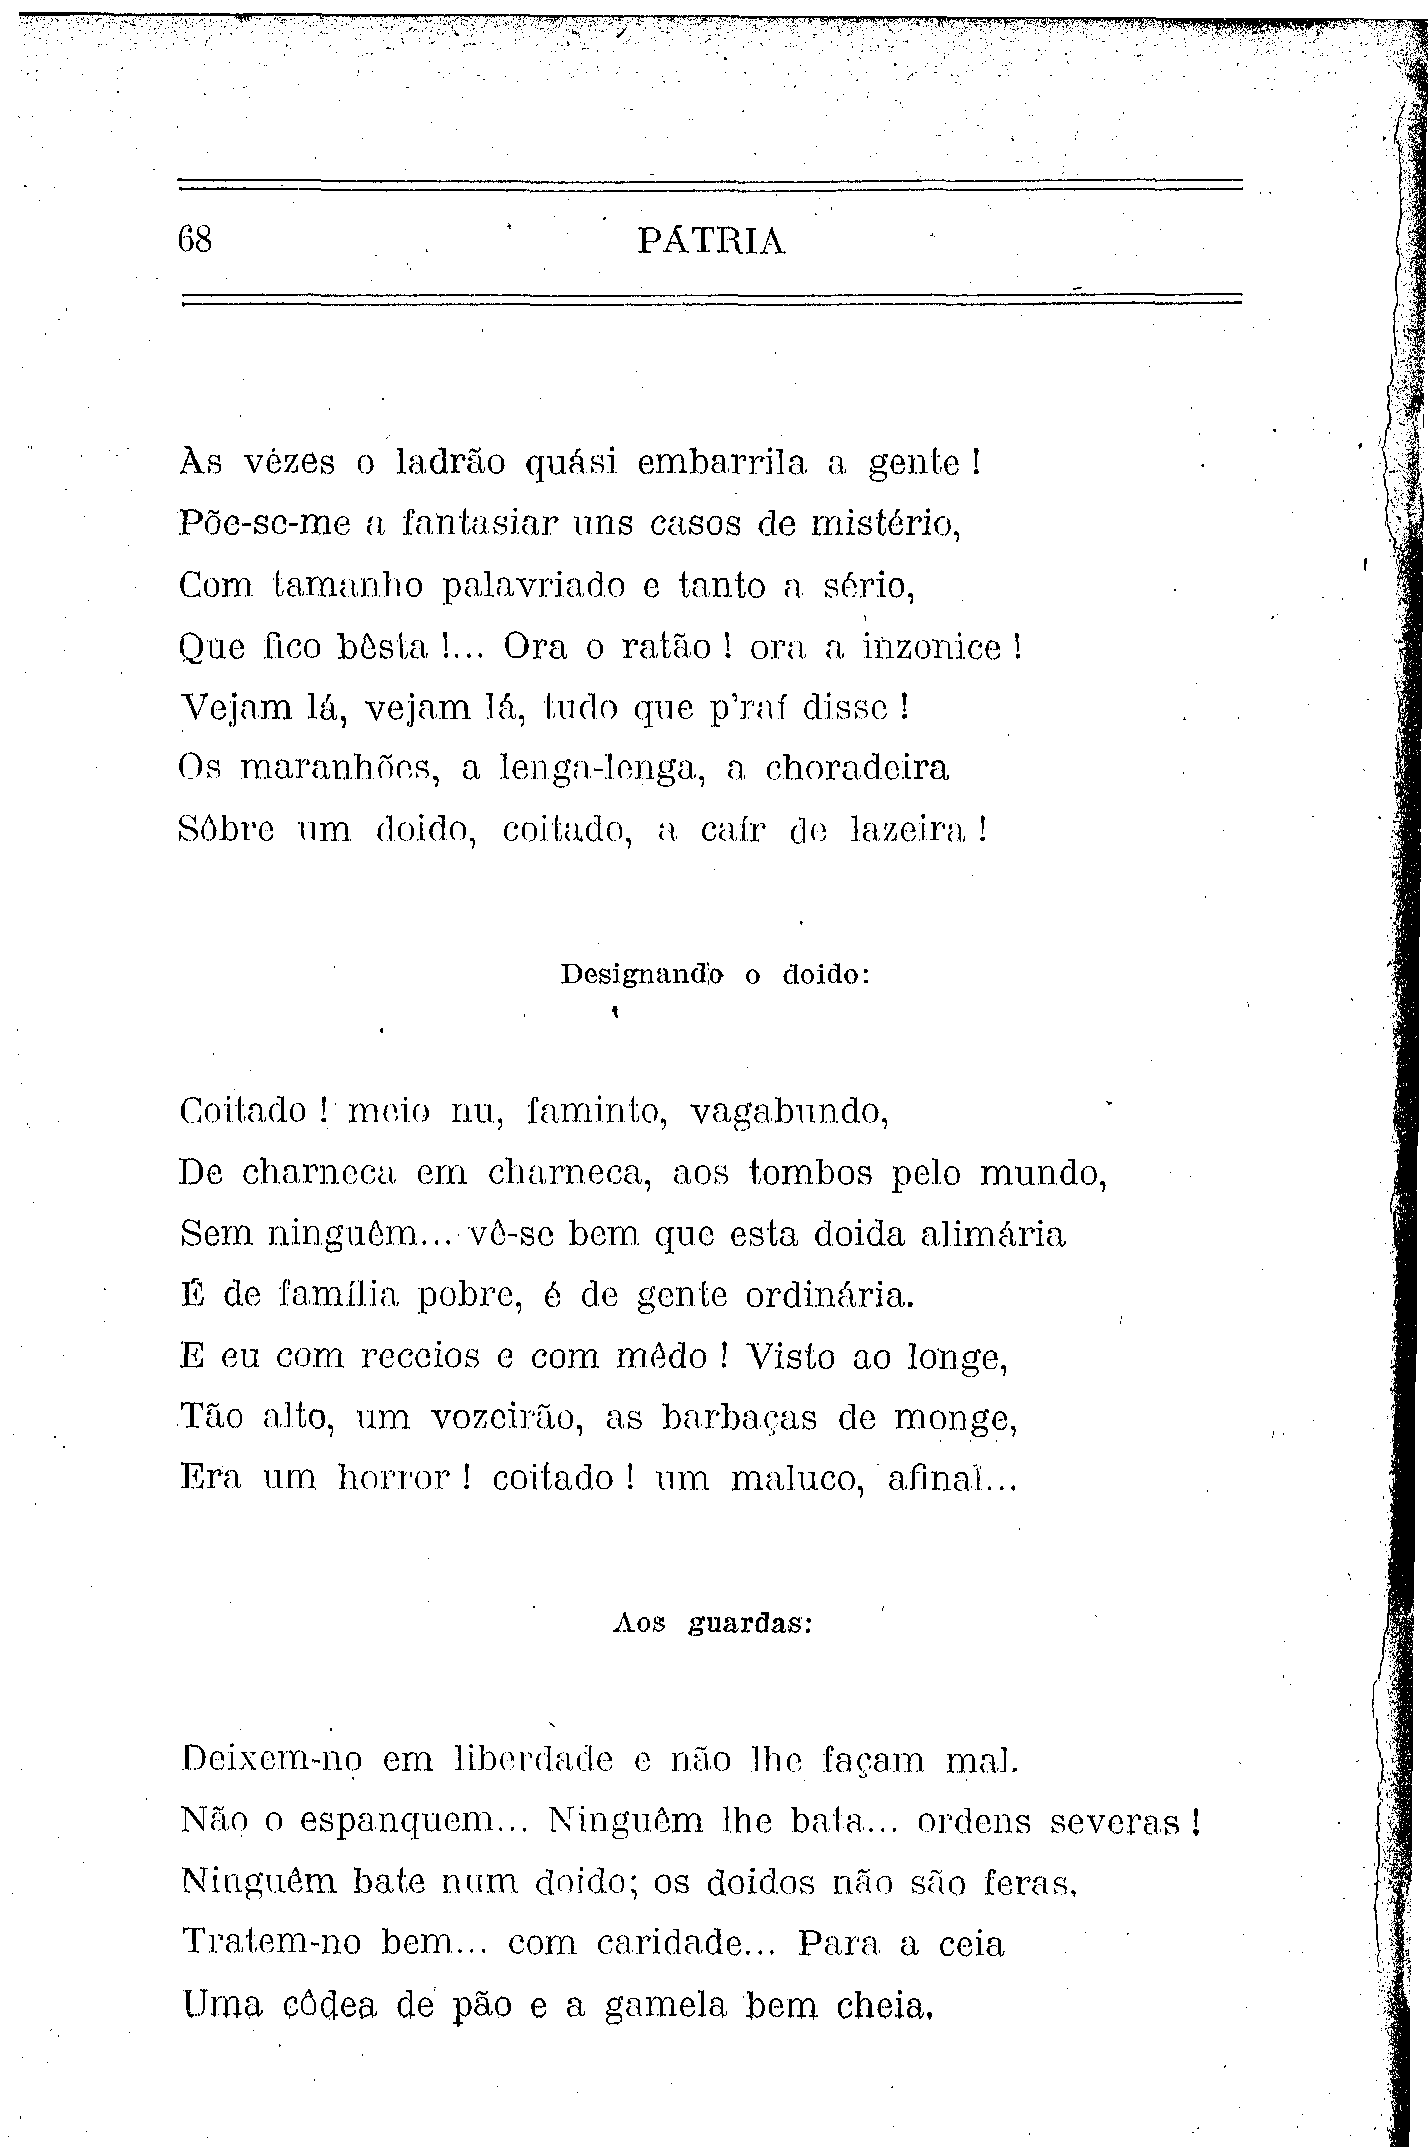 68 PÁTRIA
Às vêzes o ladrão quási embarrila a gente !
Põe-se-me a fantasiar uns casos de mistério,
Com tamanho palavriado e tanto a sério,
Que fico bêsta !... Ora o ratão ! ora a inzonice !
Vejam lá, vejam lá, tudo que p’raí disse !
Os maranhões, a lenga-lenga, a choradeira
Sôbre um doido, coitado, a caír de lazeira !
Designando o doido:
Coitado ! meio nu, faminto, vagabundo,
De charneca em charneca, aos tombos pelo mundo,
Sem ninguêm... vê-se bem que esta doida alimária
É de família pobre, é de gente ordinária.
E eu com receios e com mêdo ! Visto ao longe,
Tão alto, um vozeirão, as barbaças de monge,
Era um horror ! coitado ! um maluco, afinal...
Aos guardas:
Deixem-no em liberdade e não lhe façam mal.
Não o espanquem... Ninguêm lhe bata... ordens severas !
Ninguêm bate num doido; os doidos não são feras.
Tratem-no bem... com caridade... Para a ceia
Uma côdea de pão e a gamela bem cheia.